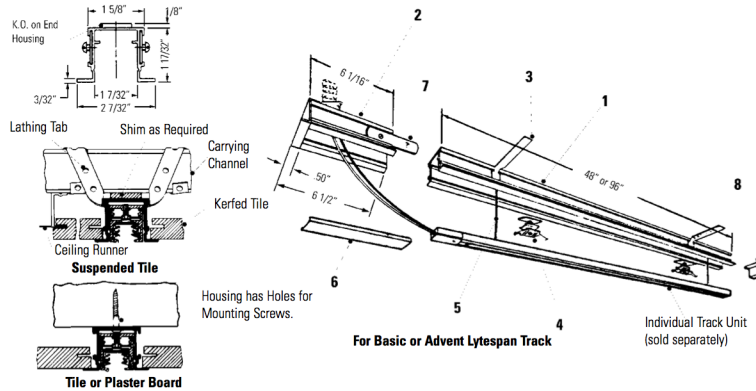 1 5/8"
1/8"
K.O. on End
Housing
1 17/32"
3/32"
1 7/32"
2 7/32"
Lathing Tab
Shim as Required
Carrying
Channel
Kerfed Tile
Ceiling Runner
Suspended Tile
Housing has Holes for
Mounting Screws.
Tile or Plaster Board
2
6 1/16"
7
3
1
48" or 96"
8
.50"
6 1/2"
6
5
4
Individual Track Unit
(sold separately)
For Basic or Advent Lytespan Track